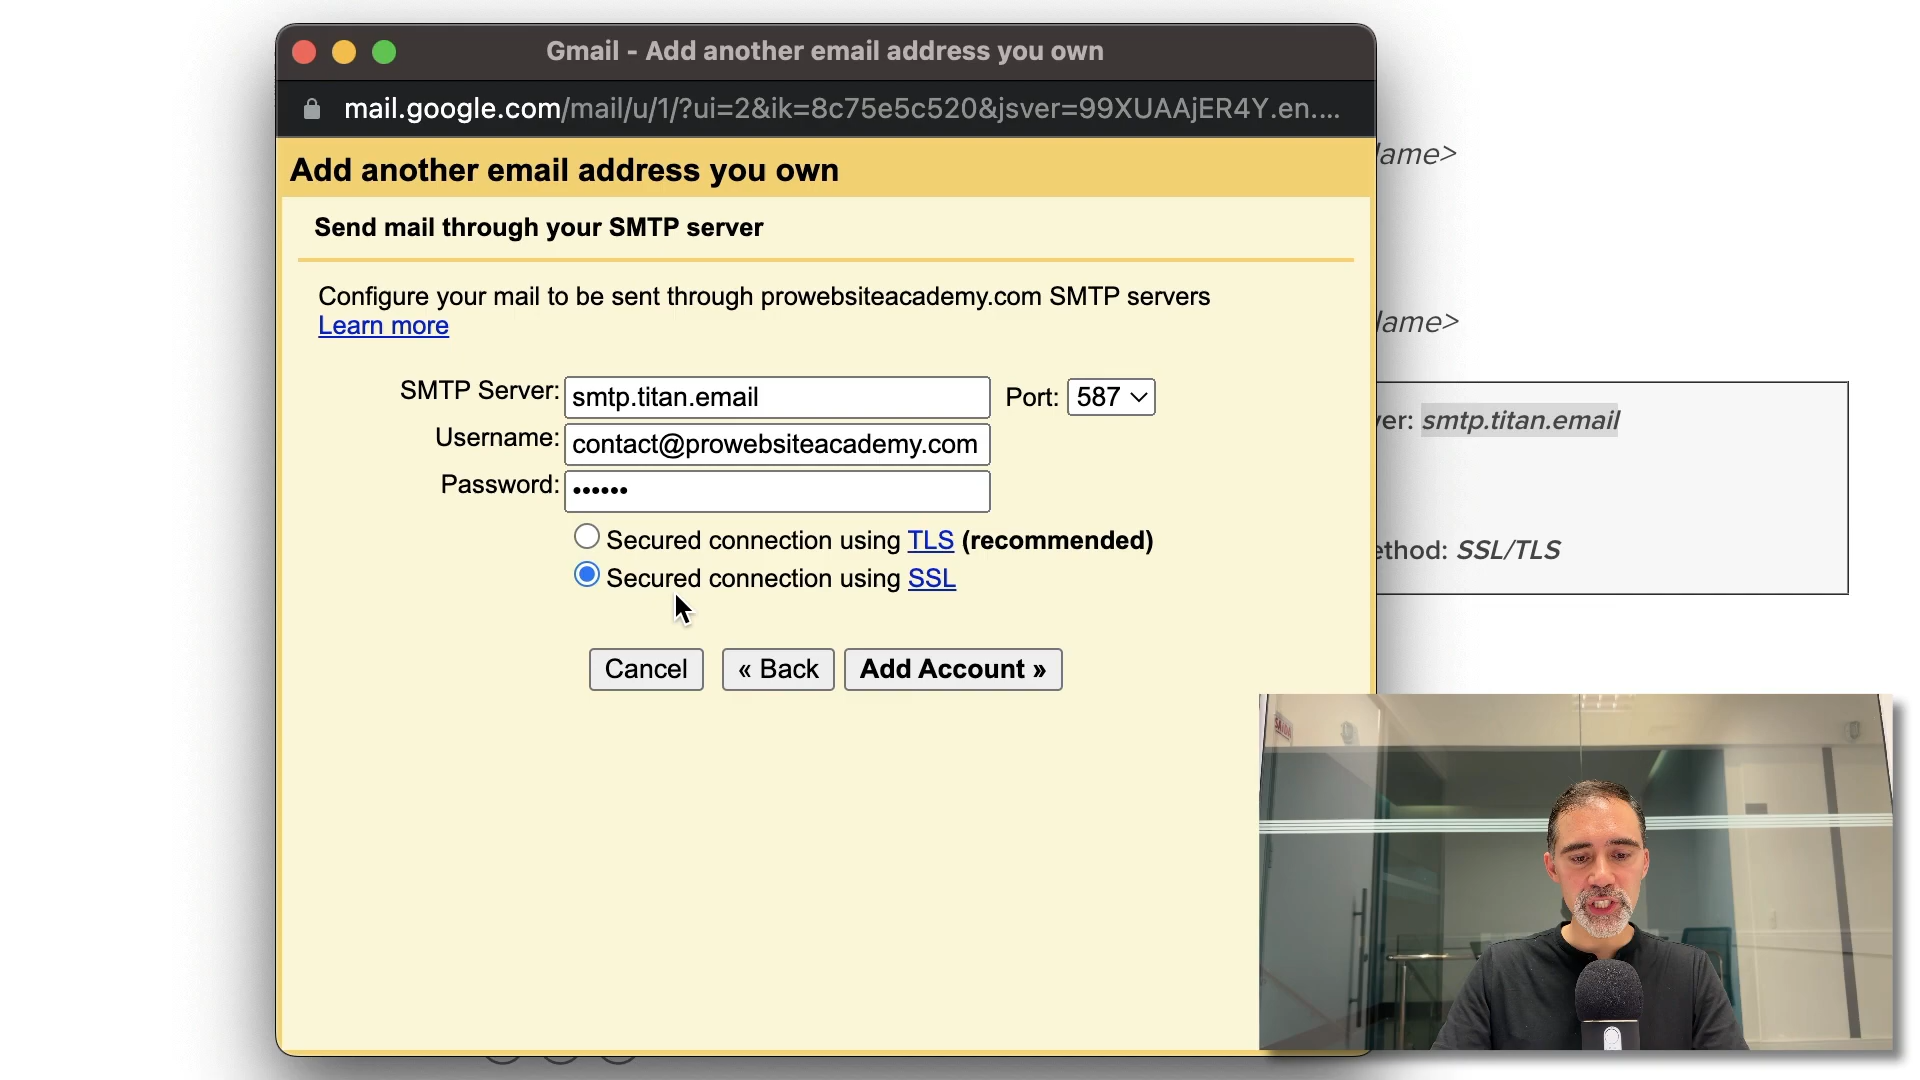 Gmail - Add another email address you own
mail.google.com/mail/u/1/?ui=2&ik=8c75e5c520&jsver=99XUAAjER4Y.en....
Add another email address you own
Send mail through your SMTP server
Configure your mail to be sent through prowebsiteacademy.com SMTP servers
Learn more
SMTP Server: smtp.titan.email Port: 587
Username: contact@prowebsiteacademy.com
Password: ••••••
Secured connection using TLS (recommended)
Secured connection using SSL
Cancel « Back Add Account »
ame>
ame>
er: smtp.titan.email
ethod: SSL/TLS
SALIDA